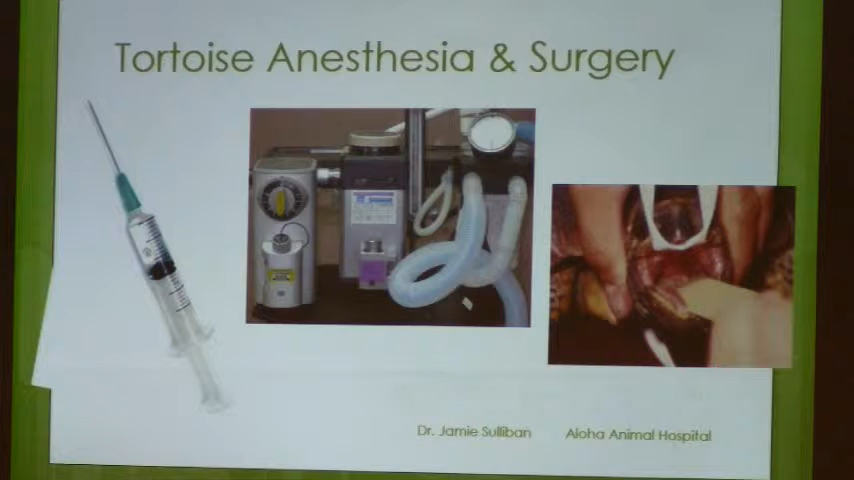 Tortoise Anesthesia & Surgery
Dr. Jamie Sulliban Aloha Animal Hospital